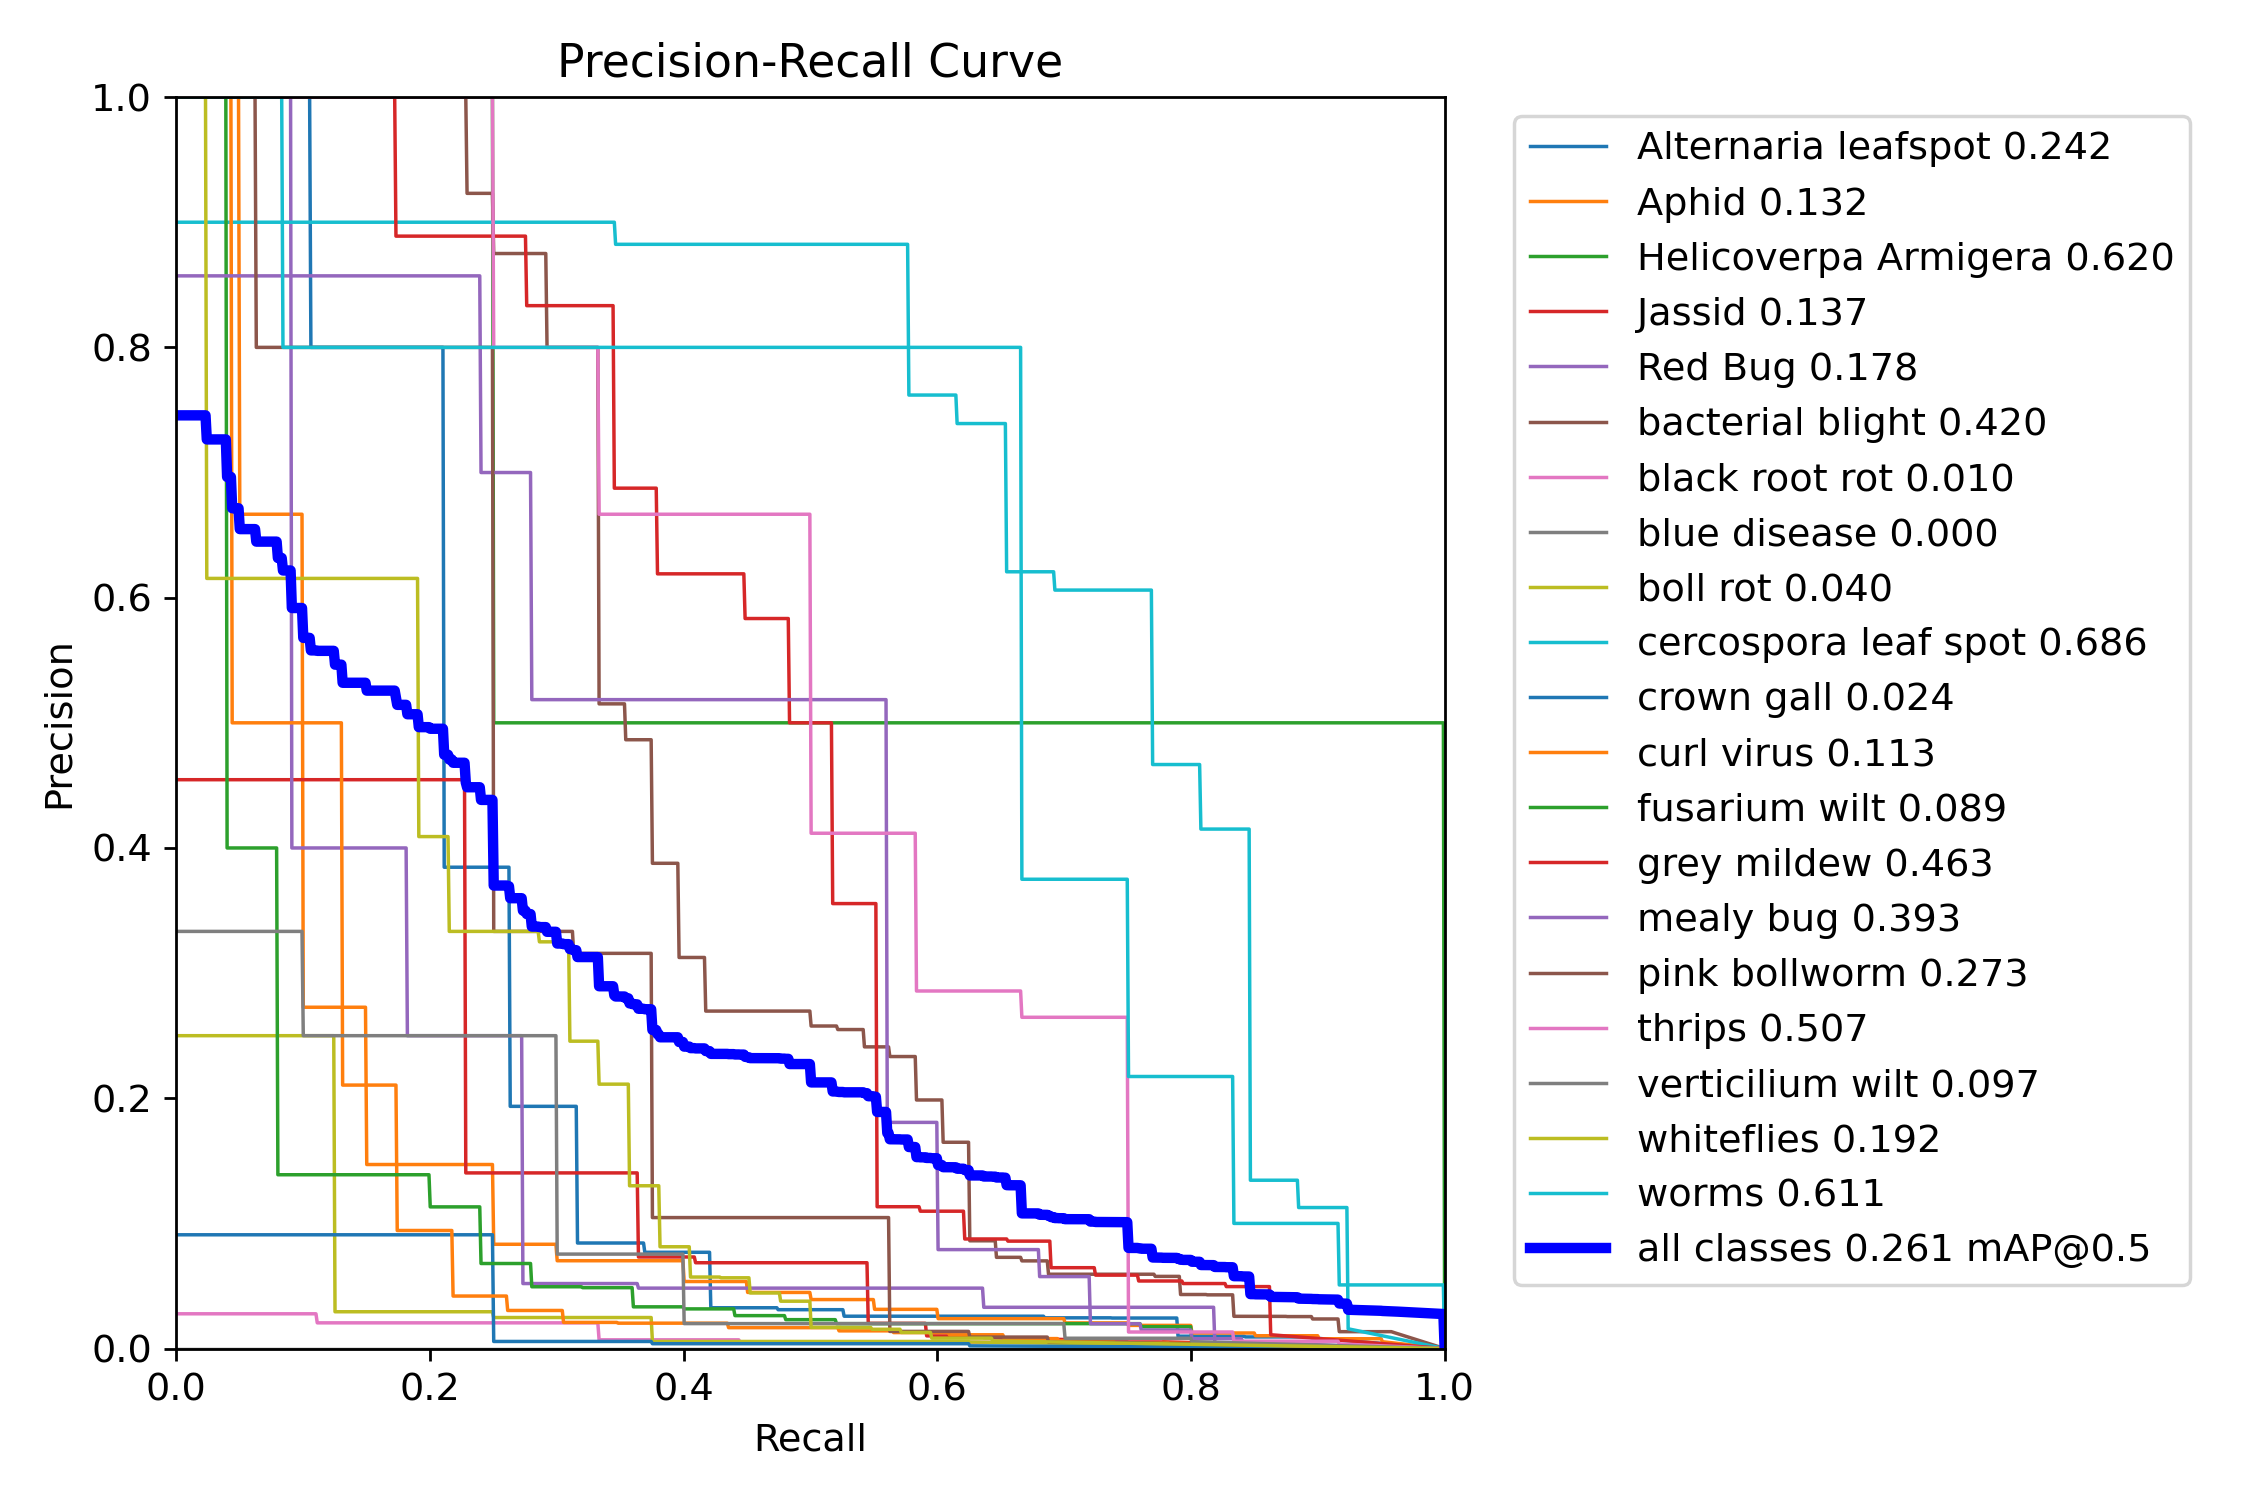 Precision-Recall Curve
1.0
0.8
0.6
0.4
0.2
0.0
Precision
0.0 0.2 0.4 0.6 0.8 1.0
Recall
Alternaria leafspot 0.242
Aphid 0.132
Helicoverpa Armigera 0.620
Jassid 0.137
Red Bug 0.178
bacterial blight 0.420
black root rot 0.010
blue disease 0.000
boll rot 0.040
cercospora leaf spot 0.686
crown gall 0.024
curl virus 0.113
fusarium wilt 0.089
grey mildew 0.463
mealy bug 0.393
pink bollworm 0.273
thrips 0.507
verticilium wilt 0.097
whiteflies 0.192
worms 0.611
all classes 0.261 mAP@0.5